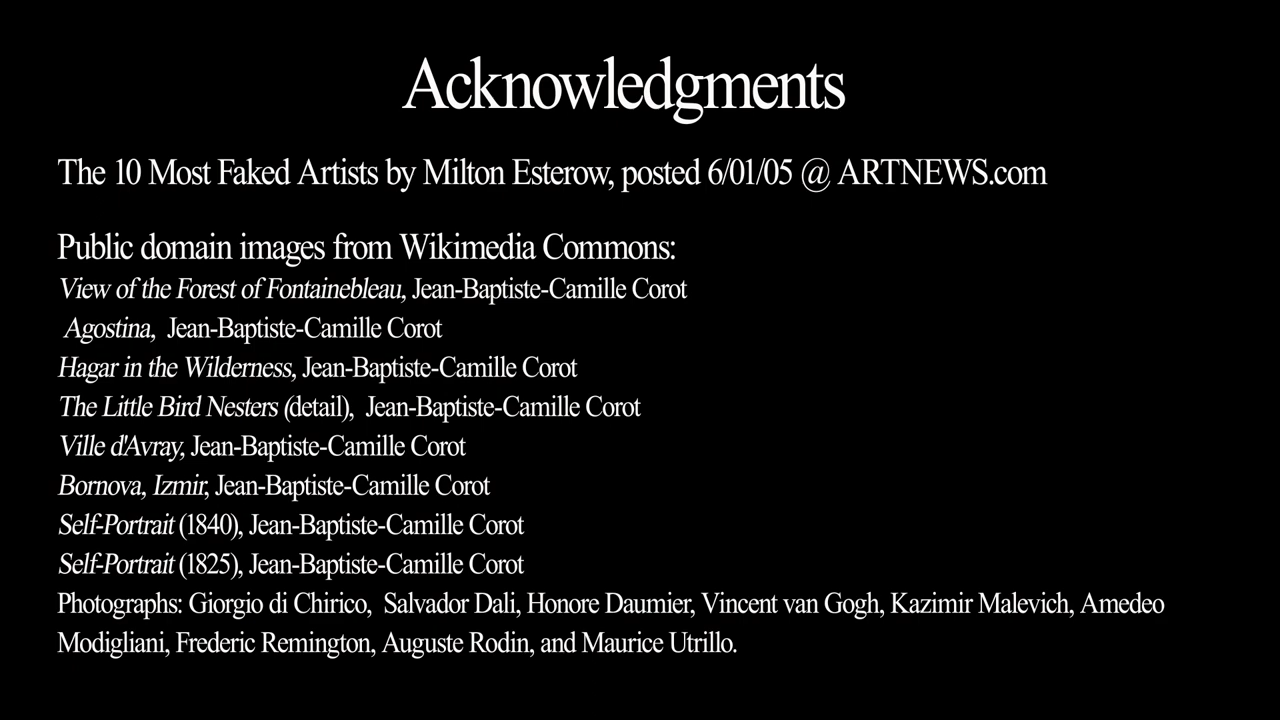 Acknowledgments
The 10 Most Faked Artists by Milton Esterow, posted 6/01/05 @ ARTNEWS.com
Public domain images from Wikimedia Commons:
View of the Forest of Fontainebleau, Jean-Baptiste-Camille Corot
Agostina, Jean-Baptiste-Camille Corot
Hagar in the Wilderness, Jean-Baptiste-Camille Corot
The Little Bird Nesters (detail), Jean-Baptiste-Camille Corot
Ville d'Avray, Jean-Baptiste-Camille Corot
Bornova, Izmir, Jean-Baptiste-Camille Corot
Self-Portrait (1840), Jean-Baptiste-Camille Corot
Self-Portrait (1825), Jean-Baptiste-Camille Corot
Photographs: Giorgio di Chirico, Salvador Dali, Honore Daumier, Vincent van Gogh, Kazimir Malevich, Amedeo
Modigliani, Frederic Remington, Auguste Rodin, and Maurice Utrillo.